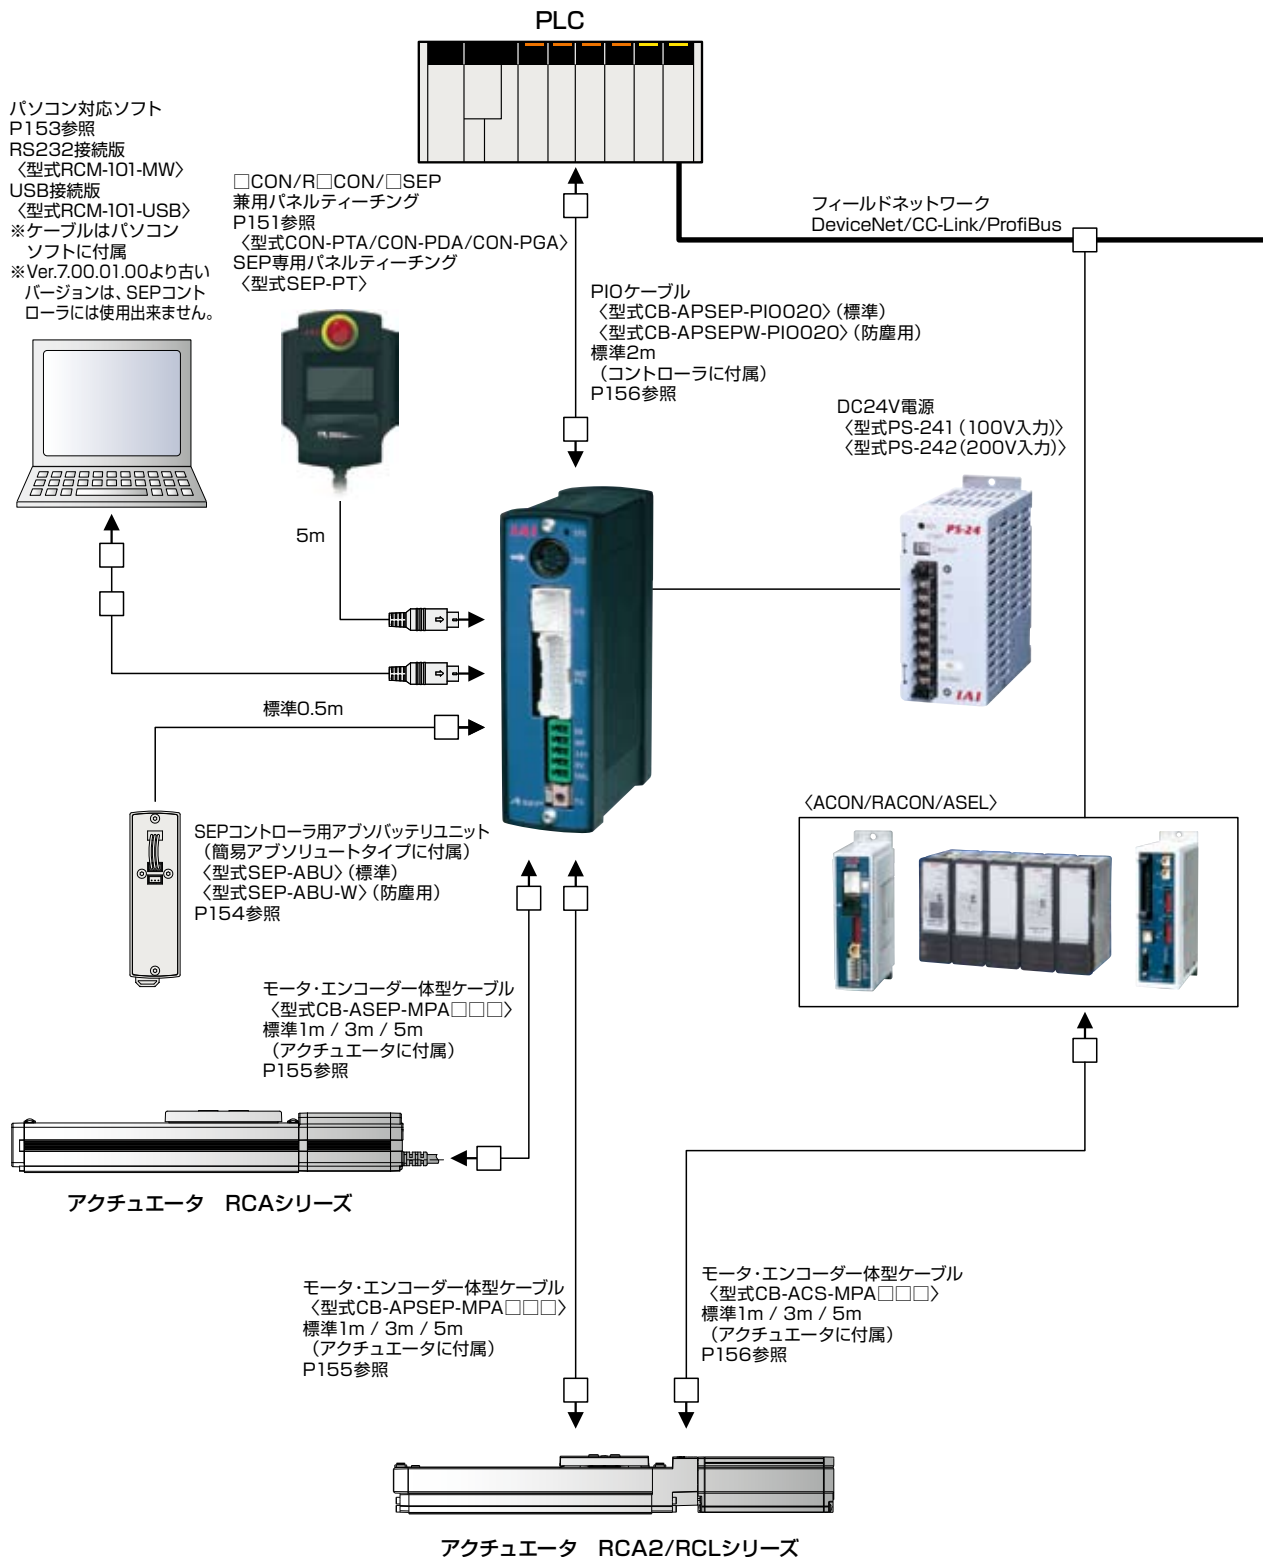 PLC
パソコン対応ソフト
P153参照
RS232接続版
〈型式RCM-101-MW〉
USB接続版
〈型式RCM-101-USB〉
※ケーブルはパソコン
ソフトに付属
※Ver.7.00.01.00より古い
バージョンは、SEPコント
ローラには使用出来ません。
□CON/R□CON/□SEP
兼用パネルティーチング
P151参照
〈型式CON-PTA/CON-PDA/CON-PGA〉
SEP専用パネルティーチング
〈型式SEP-PT〉
フィールドネットワーク
DeviceNet/CC-Link/ProfiBus
PIOケーブル
〈型式CB-APSEP-PIO020〉(標準)
〈型式CB-APSEPW-PIO020〉(防塵用)
標準2m
(コントローラに付属)
P156参照
DC24V電源
〈型式PS-241(100V入力)〉
〈型式PS-242(200V入力)〉
5m
PS-24
IAI
標準0.5m
SEPコントローラ用アブソバッテリユニット
(簡易アブソリュートタイプに付属)
〈型式SEP-ABU〉(標準)
〈型式SEP-ABU-W〉(防塵用)
P154参照
〈ACON/RACON/ASEL〉
モータ・エンコーダ一体型ケーブル
〈型式CB-ASEP-MPA□□□〉
標準1m / 3m / 5m
(アクチュエータに付属)
P155参照
アクチュエータ　RCAシリーズ
モータ・エンコーダ一体型ケーブル
〈型式CB-APSEP-MPA□□□〉
標準1m / 3m / 5m
(アクチュエータに付属)
P155参照
モータ・エンコーダ一体型ケーブル
〈型式CB-ACS-MPA□□□〉
標準1m / 3m / 5m
(アクチュエータに付属)
P156参照
アクチュエータ　RCA2/RCLシリーズ